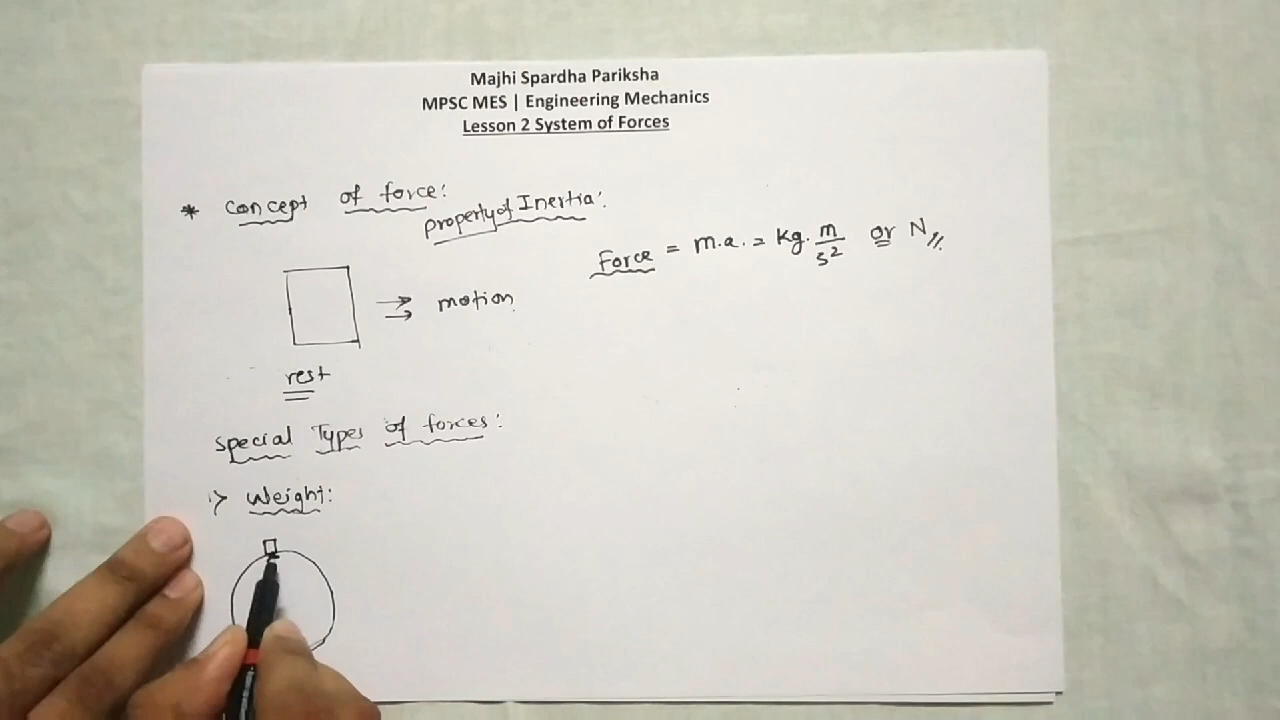 Majhi Spardha Pariksha
MPSC MES | Engineering Mechanics
Lesson 2 System of Forces
* concept of force:
property of Inertia:
Force = m.a. = kg. m/s² or N//
motion
rest
special Types of forces:
1> Weight: